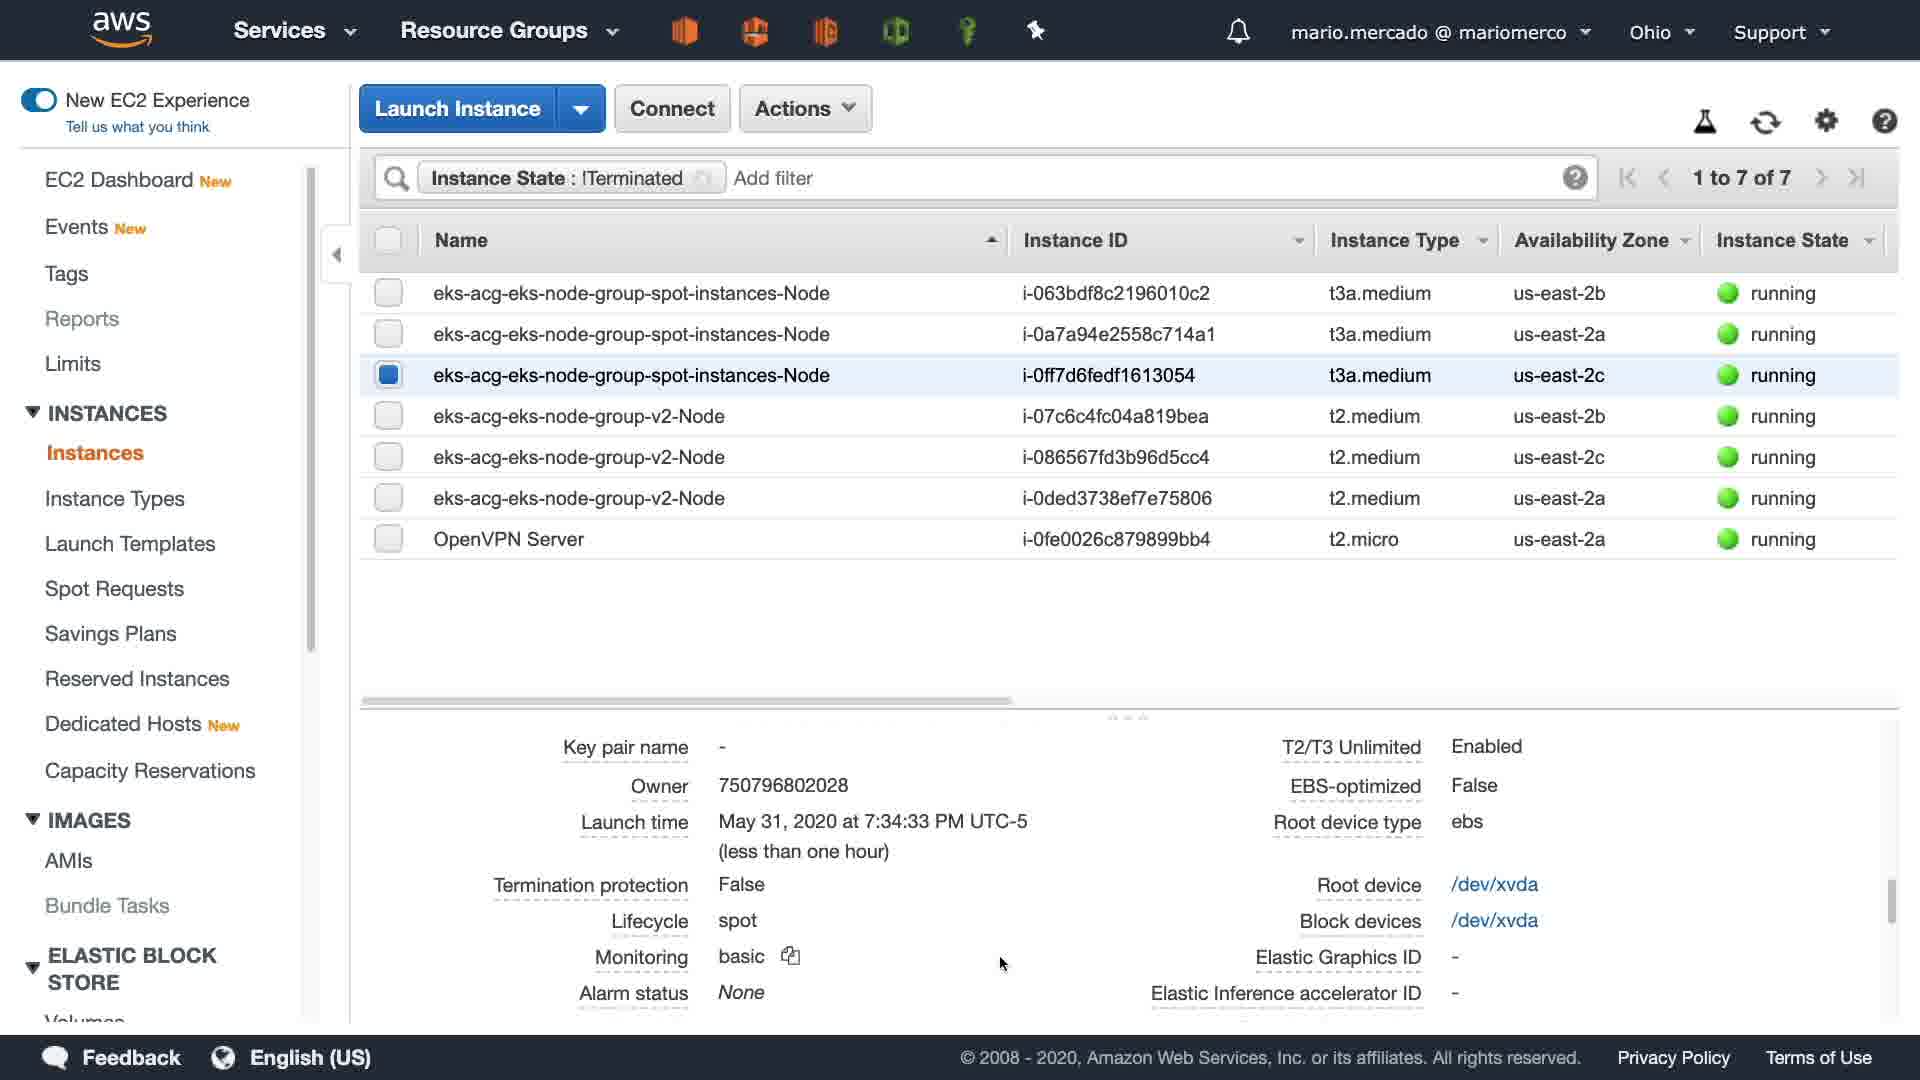 aws Services Resource Groups mario.mercado @ mariomerco Ohio Support
New EC2 Experience
Tell us what you think
EC2 Dashboard New
Events New
Tags
Reports
Limits
INSTANCES
Instances
Instance Types
Launch Templates
Spot Requests
Savings Plans
Reserved Instances
Dedicated Hosts New
Capacity Reservations
IMAGES
AMIs
Bundle Tasks
ELASTIC BLOCK
STORE
Volumes
Launch Instance Connect Actions
Instance State : !Terminated Add filter 1 to 7 of 7
Name Instance ID Instance Type Availability Zone Instance State
eks-acg-eks-node-group-spot-instances-Node i-063bdf8c2196010c2 t3a.medium us-east-2b running
eks-acg-eks-node-group-spot-instances-Node i-0a7a94e2558c714a1 t3a.medium us-east-2a running
eks-acg-eks-node-group-spot-instances-Node i-0ff7d6fedf1613054 t3a.medium us-east-2c running
eks-acg-eks-node-group-v2-Node i-07c6c4fc04a819bea t2.medium us-east-2b running
eks-acg-eks-node-group-v2-Node i-086567fd3b96d5cc4 t2.medium us-east-2c running
eks-acg-eks-node-group-v2-Node i-0ded3738ef7e75806 t2.medium us-east-2a running
OpenVPN Server i-0fe0026c879899bb4 t2.micro us-east-2a running
Key pair name - T2/T3 Unlimited Enabled
Owner 750796802028 EBS-optimized False
Launch time May 31, 2020 at 7:34:33 PM UTC-5 Root device type ebs
(less than one hour)
Termination protection False Root device /dev/xvda
Lifecycle spot Block devices /dev/xvda
Monitoring basic Elastic Graphics ID -
Alarm status None Elastic Inference accelerator ID -
Feedback English (US) © 2008 - 2020, Amazon Web Services, Inc. or its affiliates. All rights reserved. Privacy Policy Terms of Use